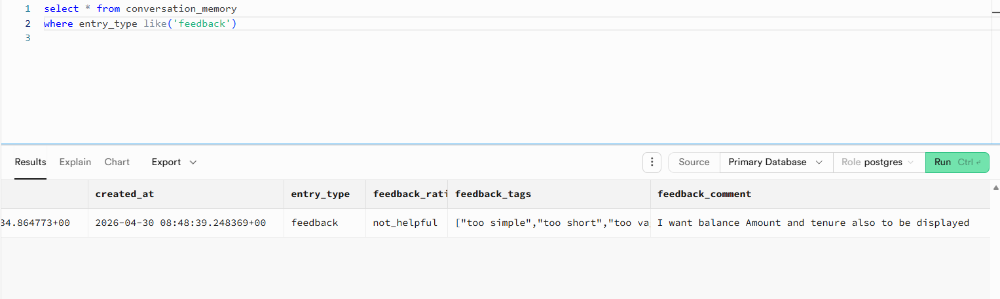 1 select * from conversation_memory
2 where entry_type like('feedback')
3
Results Explain Chart Export Source Primary Database Role postgres Run Ctrl ↵
created_at entry_type feedback_rati feedback_tags feedback_comment
34.864773+00 2026-04-30 08:48:39.248369+00 feedback not_helpful ["too simple","too short","too va I want balance Amount and tenure also to be displayed